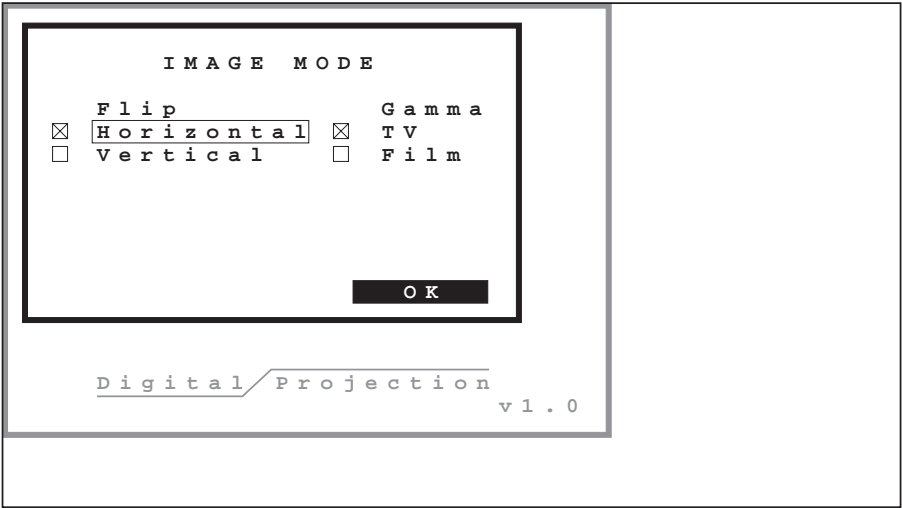 IMAGE MODE
Flip Gamma
Horizontal TV
Vertical Film
OK
Digital Projection
v1.0